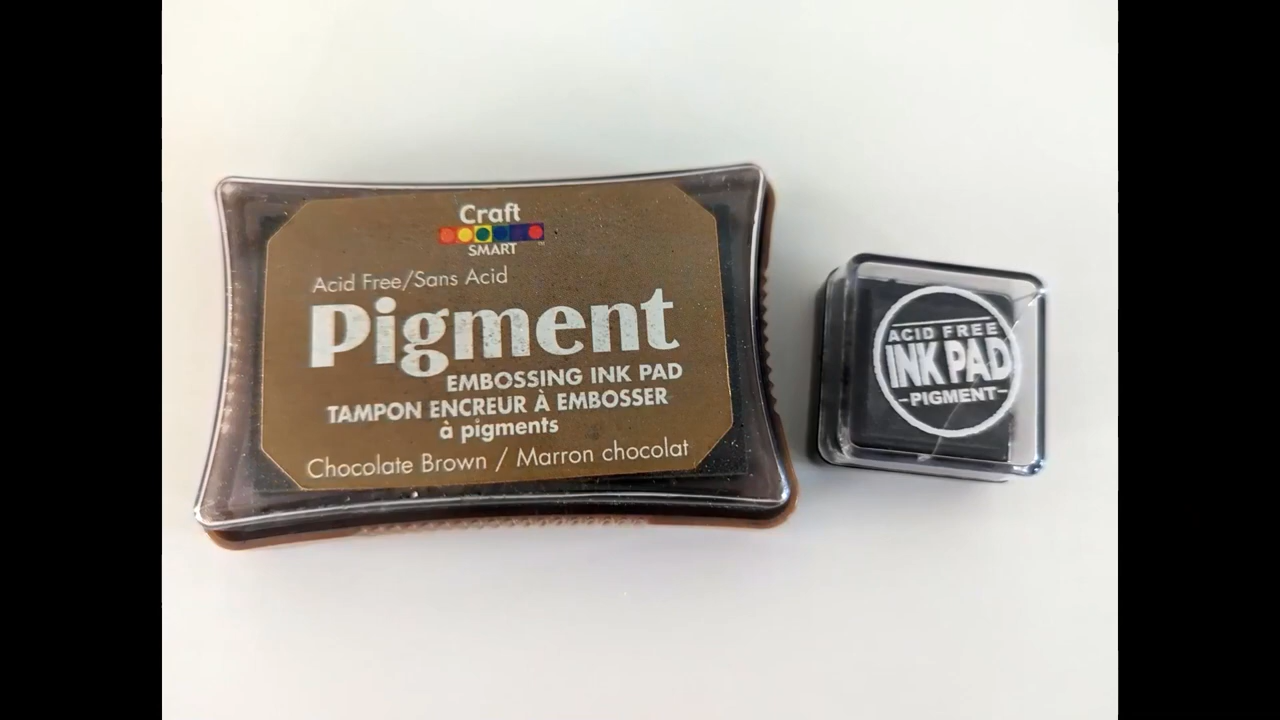 Craft
SMART
Acid Free/Sans Acid
Pigment
EMBOSSING INK PAD
TAMPON ENCREUR À EMBOSSER
à pigments
Chocolate Brown / Marron chocolat
ACID FREE
INK PAD
-PIGMENT-